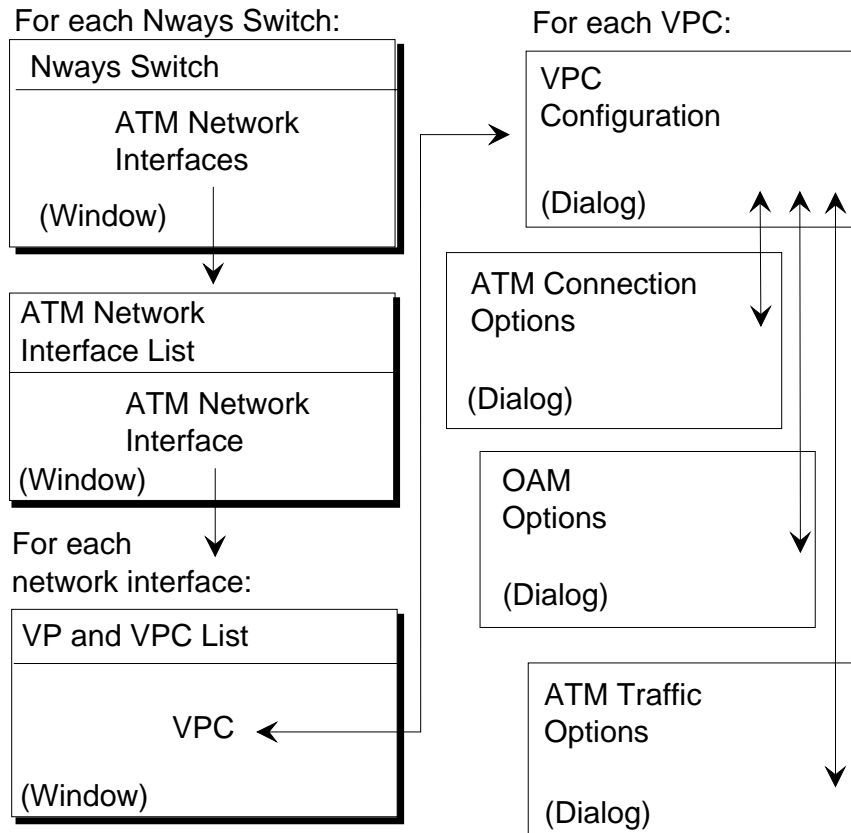 For each Nways Switch:
Nways Switch
ATM Network
Interfaces
(Window)
ATM Network
Interface List
ATM Network
Interface
(Window)
For each
network interface:
VP and VPC List
VPC
(Window)
For each VPC:
VPC
Configuration
(Dialog)
ATM Connection
Options
(Dialog)
OAM
Options
(Dialog)
ATM Traffic
Options
(Dialog)